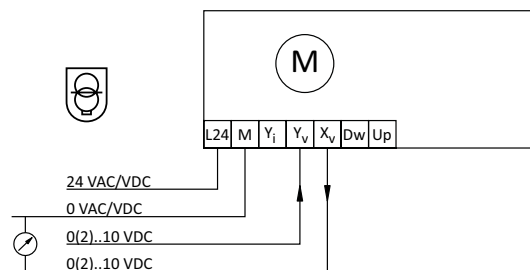 M
L24 M Yi Yv Xv Dw Up
24 VAC/VDC
0 VAC/VDC
0(2)..10 VDC
0(2)..10 VDC